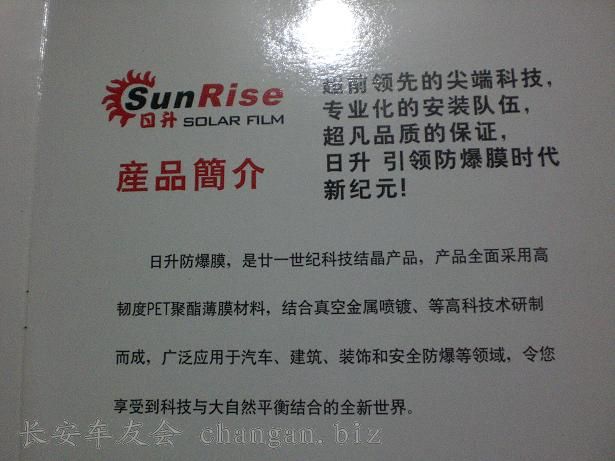 SunRise
日升 SOLAR FILM
産品簡介
超前领先的尖端科技，
专业化的安装队伍，
超凡品质的保证，
日升 引领防爆膜时代
新纪元！
日升防爆膜，是廿一世纪科技结晶产品，产品全面采用高
韧度PET聚酯薄膜材料，结合真空金属喷镀、等高科技术研制
而成，广泛应用于汽车、建筑、装饰和安全防爆等领域，令您
享受到科技与大自然平衡结合的全新世界。
长安车友会 changan.biz